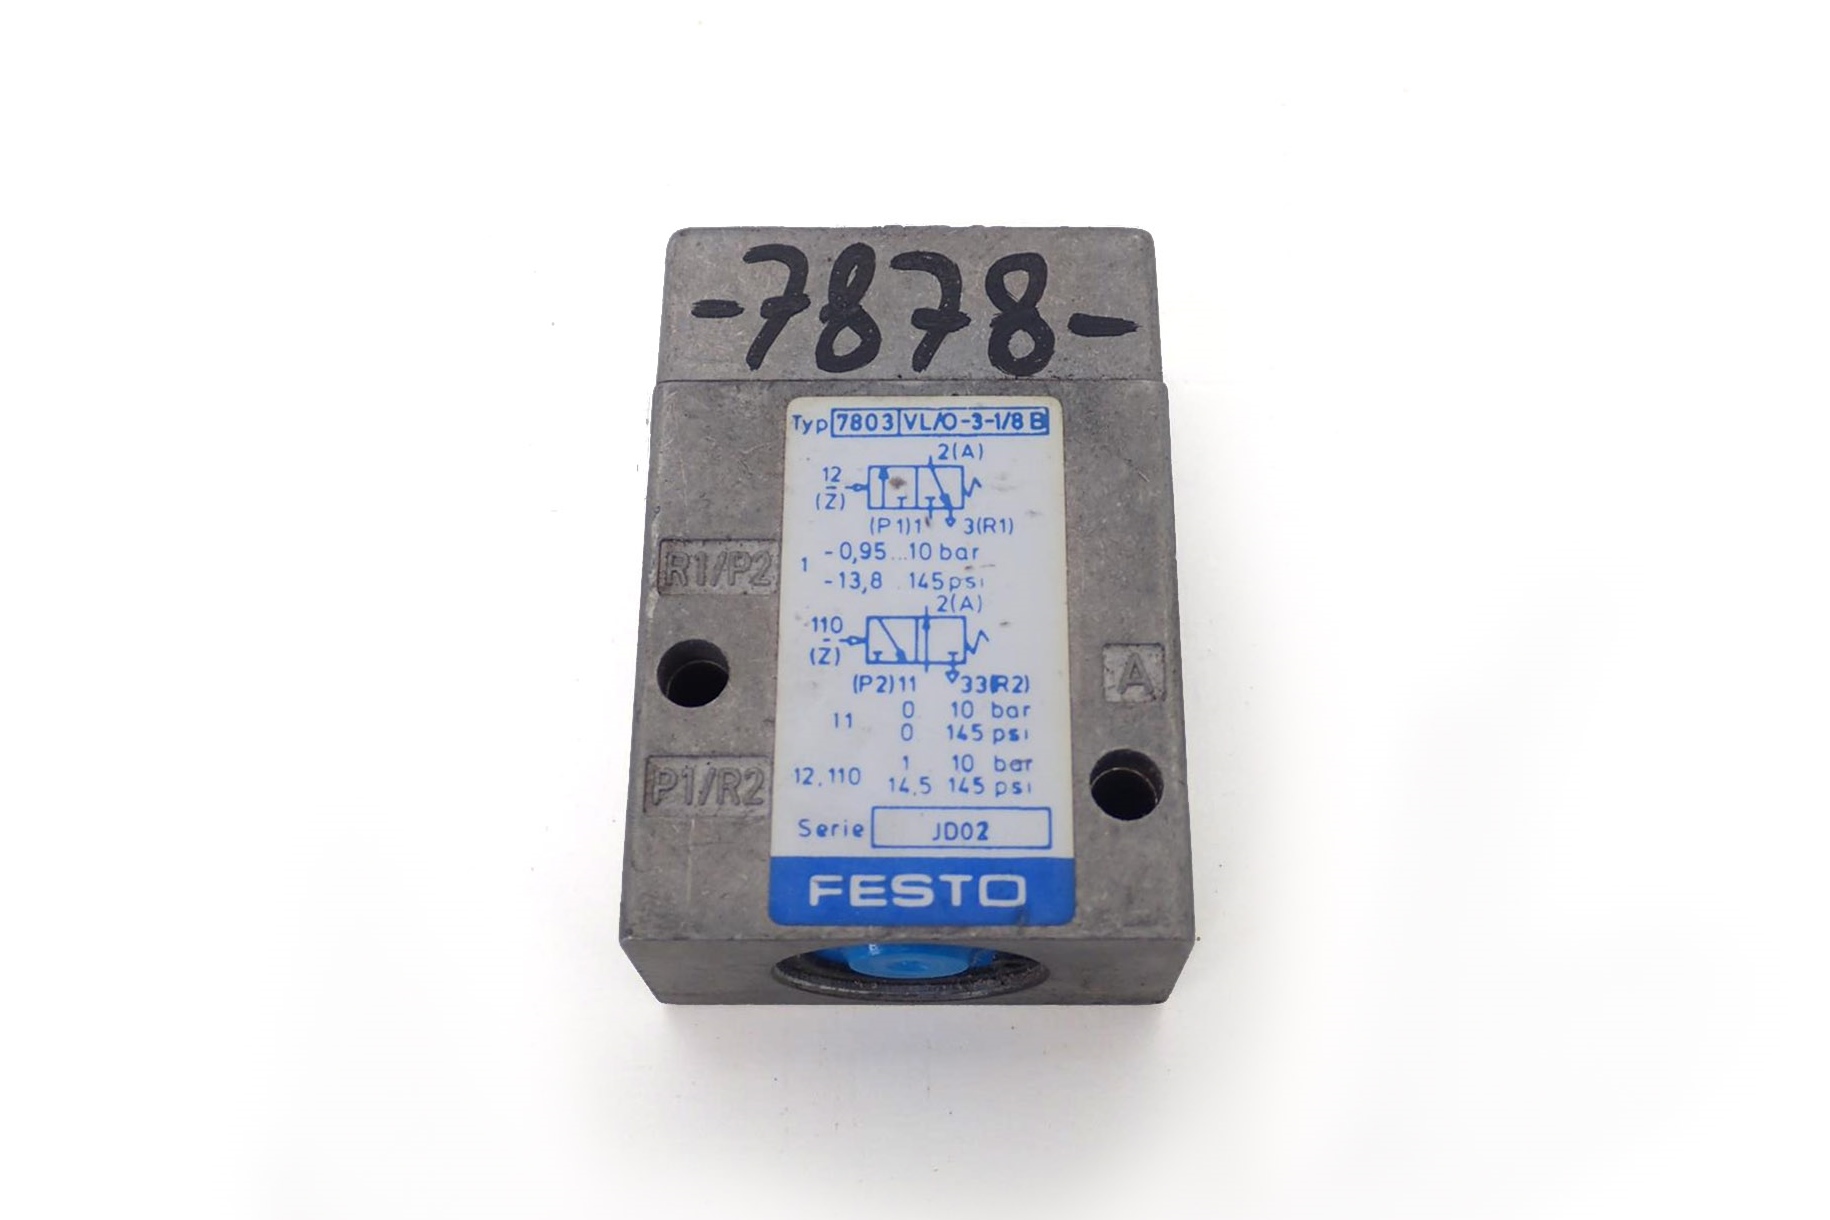 -7878-
Typ 7803 VL/O-3-1/8 B
2(A)
12
(Z)
(P1)1 3(R1)
1 -0,95...10 bar
-13,8 145 psi
R1/P2
2(A)
110
(Z)
(P2)11 33(R2)
A
11 0 10 bar
0 145 psi
P1/R2
12.110 1 10 bar
14,5 145 psi
Serie JD02
FESTO